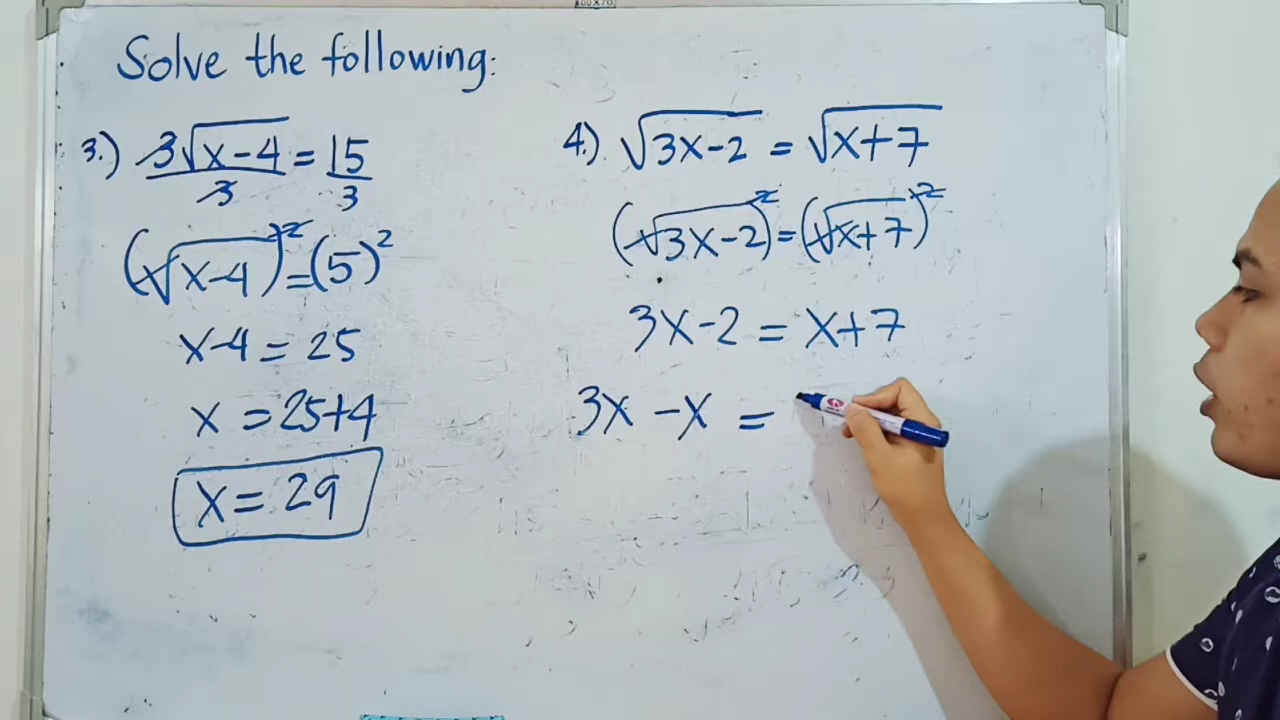 Solve the following:
3.) 3√x-4 = 15
3 3
(√x-4)² = (5)²
x-4 = 25
x = 25+4
x = 29
4.) √3x-2 = √x+7
(√3x-2)² = (√x+7)²
3x-2 = x+7
3x -x =